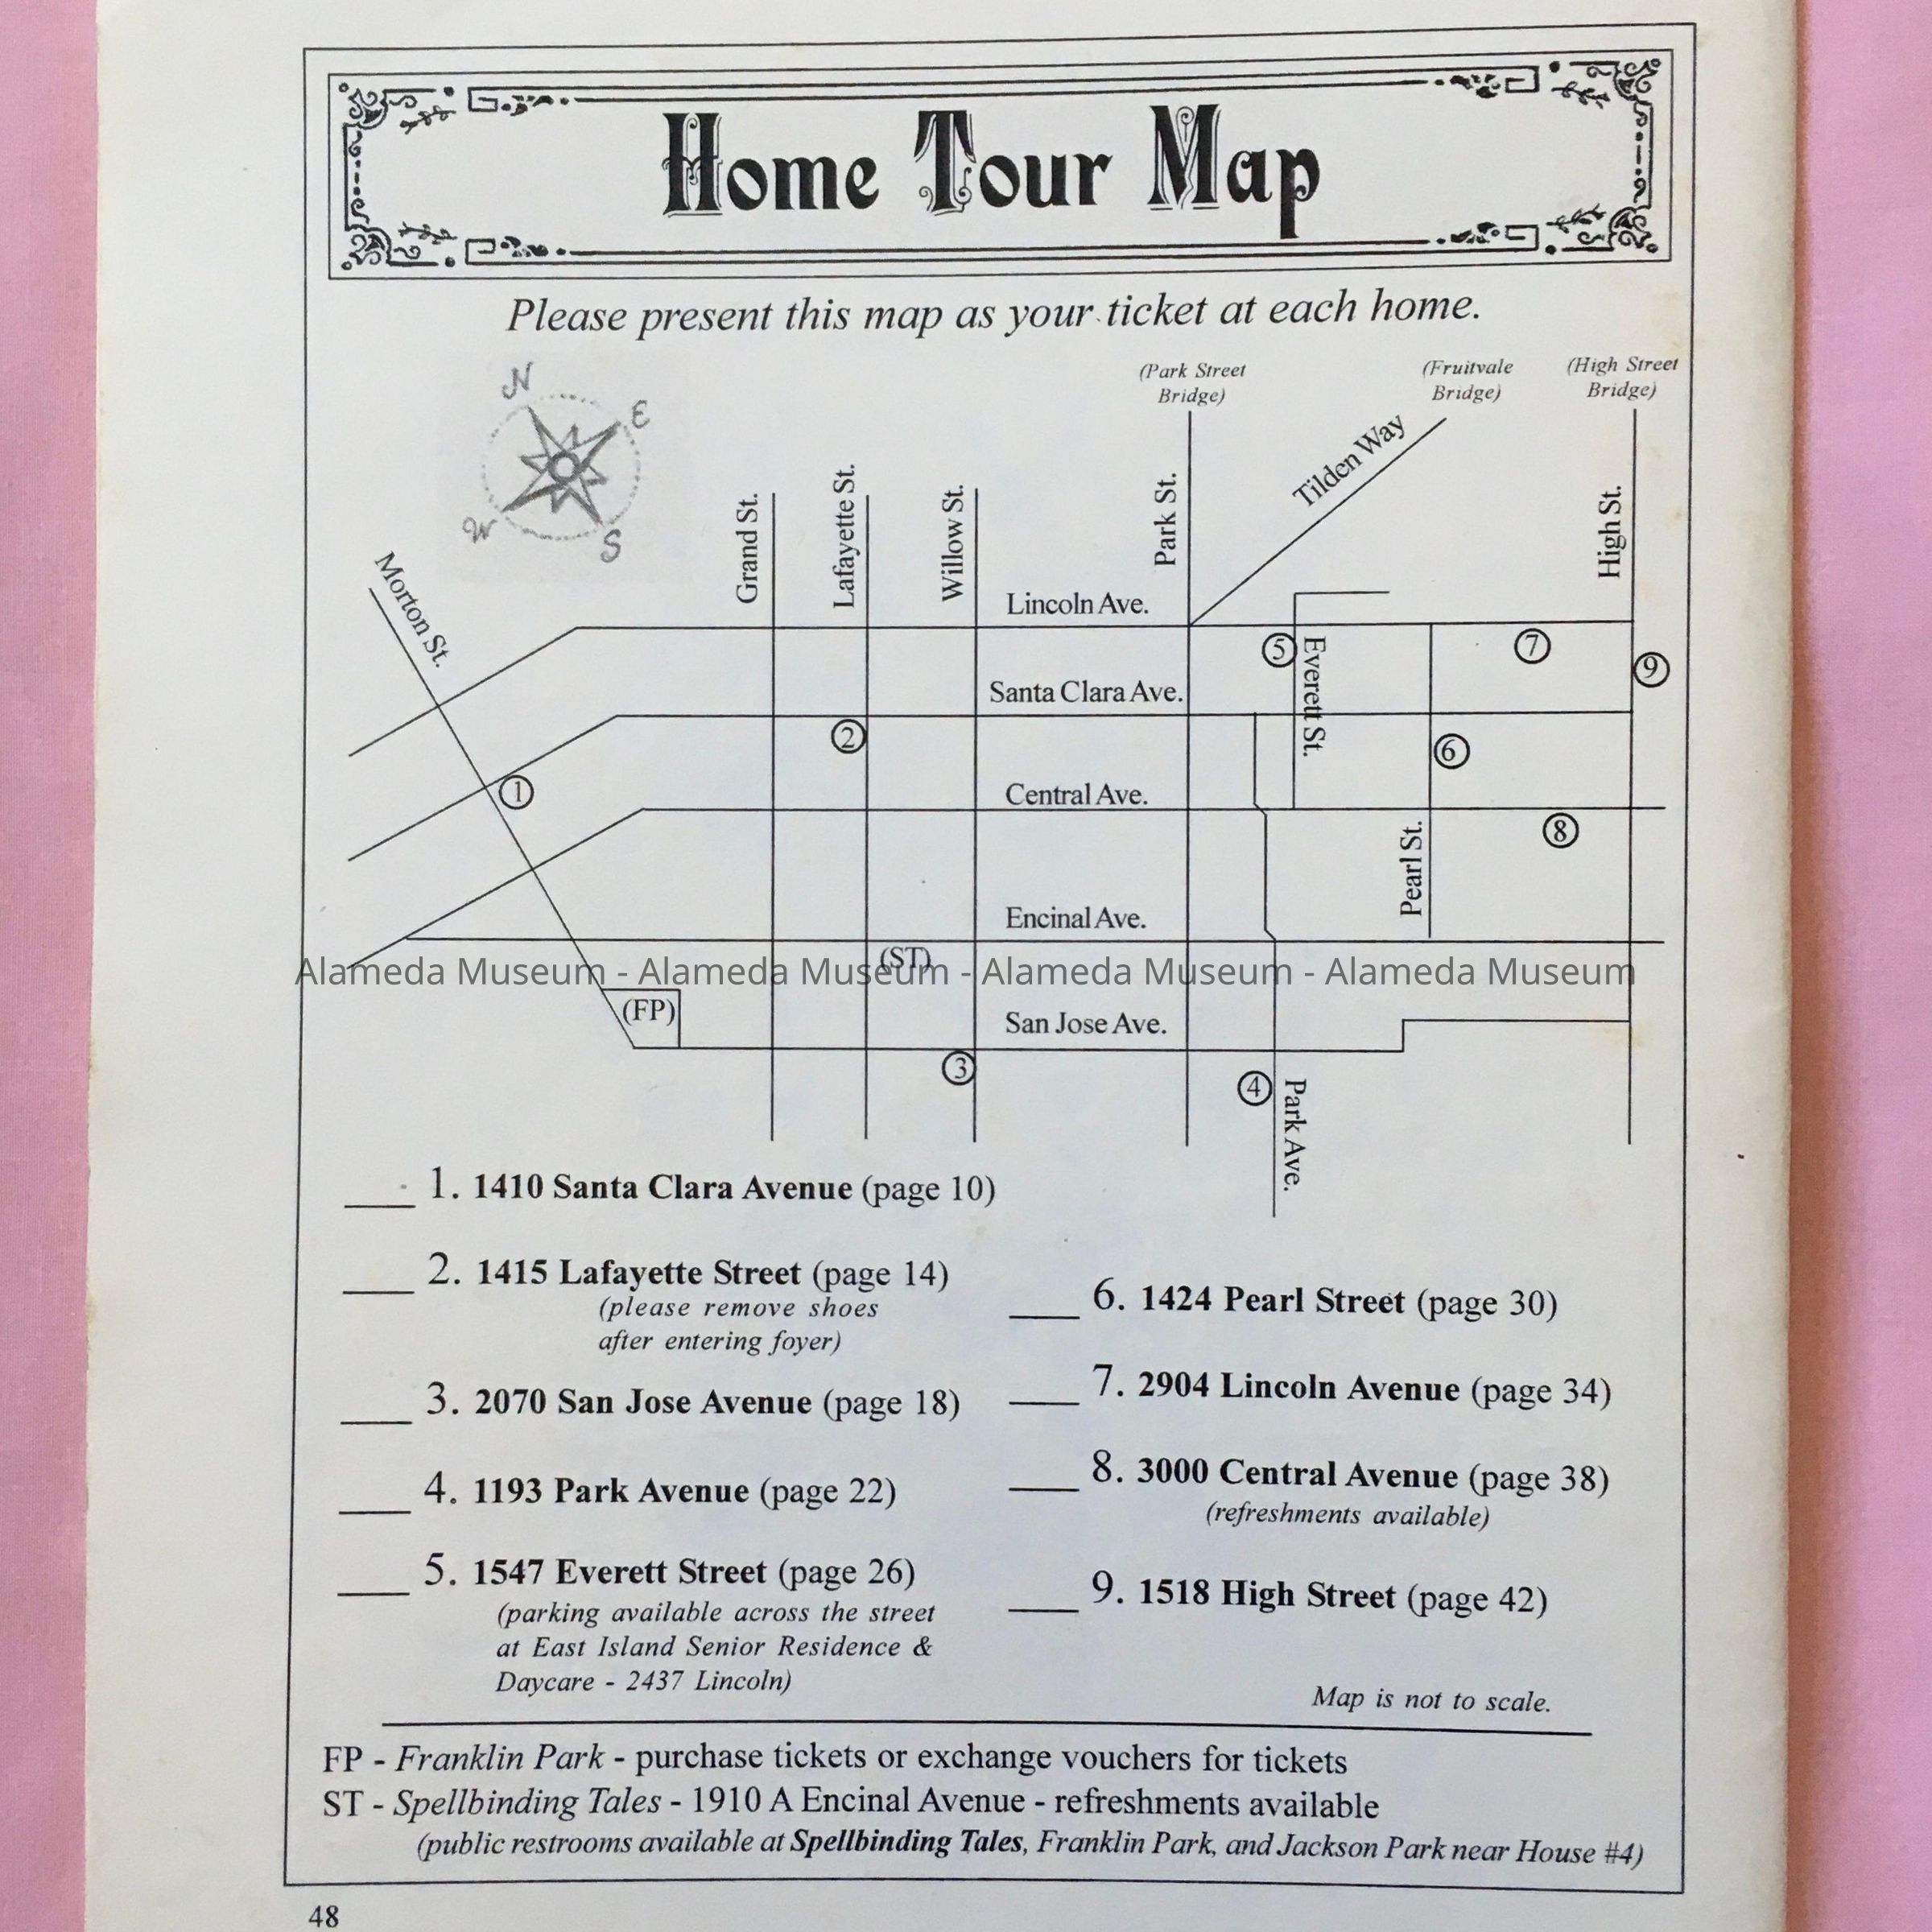 Home Tour Map
Please present this map as your ticket at each home.
N
E
W
S
(Park Street
Bridge)
(Fruitvale
Bridge)
(High Street
Bridge)
Morton St.
Grand St.
Lafayette St.
Willow St.
Park St.
Tilden Way
High St.
Lincoln Ave.
5
Everett St.
7
9
Santa Clara Ave.
2
6
1
Central Ave.
8
Pearl St.
Encinal Ave.
(ST)
Alameda Museum - Alameda Museum - Alameda Museum - Alameda Museum
(FP)
San Jose Ave.
3
4
Park Ave.
1. 1410 Santa Clara Avenue (page 10)
2. 1415 Lafayette Street (page 14)
(please remove shoes
after entering foyer)
3. 2070 San Jose Avenue (page 18)
4. 1193 Park Avenue (page 22)
5. 1547 Everett Street (page 26)
(parking available across the street
at East Island Senior Residence &
Daycare - 2437 Lincoln)
6. 1424 Pearl Street (page 30)
7. 2904 Lincoln Avenue (page 34)
8. 3000 Central Avenue (page 38)
(refreshments available)
9. 1518 High Street (page 42)
Map is not to scale.
FP - Franklin Park - purchase tickets or exchange vouchers for tickets
ST - Spellbinding Tales - 1910 A Encinal Avenue - refreshments available
(public restrooms available at Spellbinding Tales, Franklin Park, and Jackson Park near House #4)
48